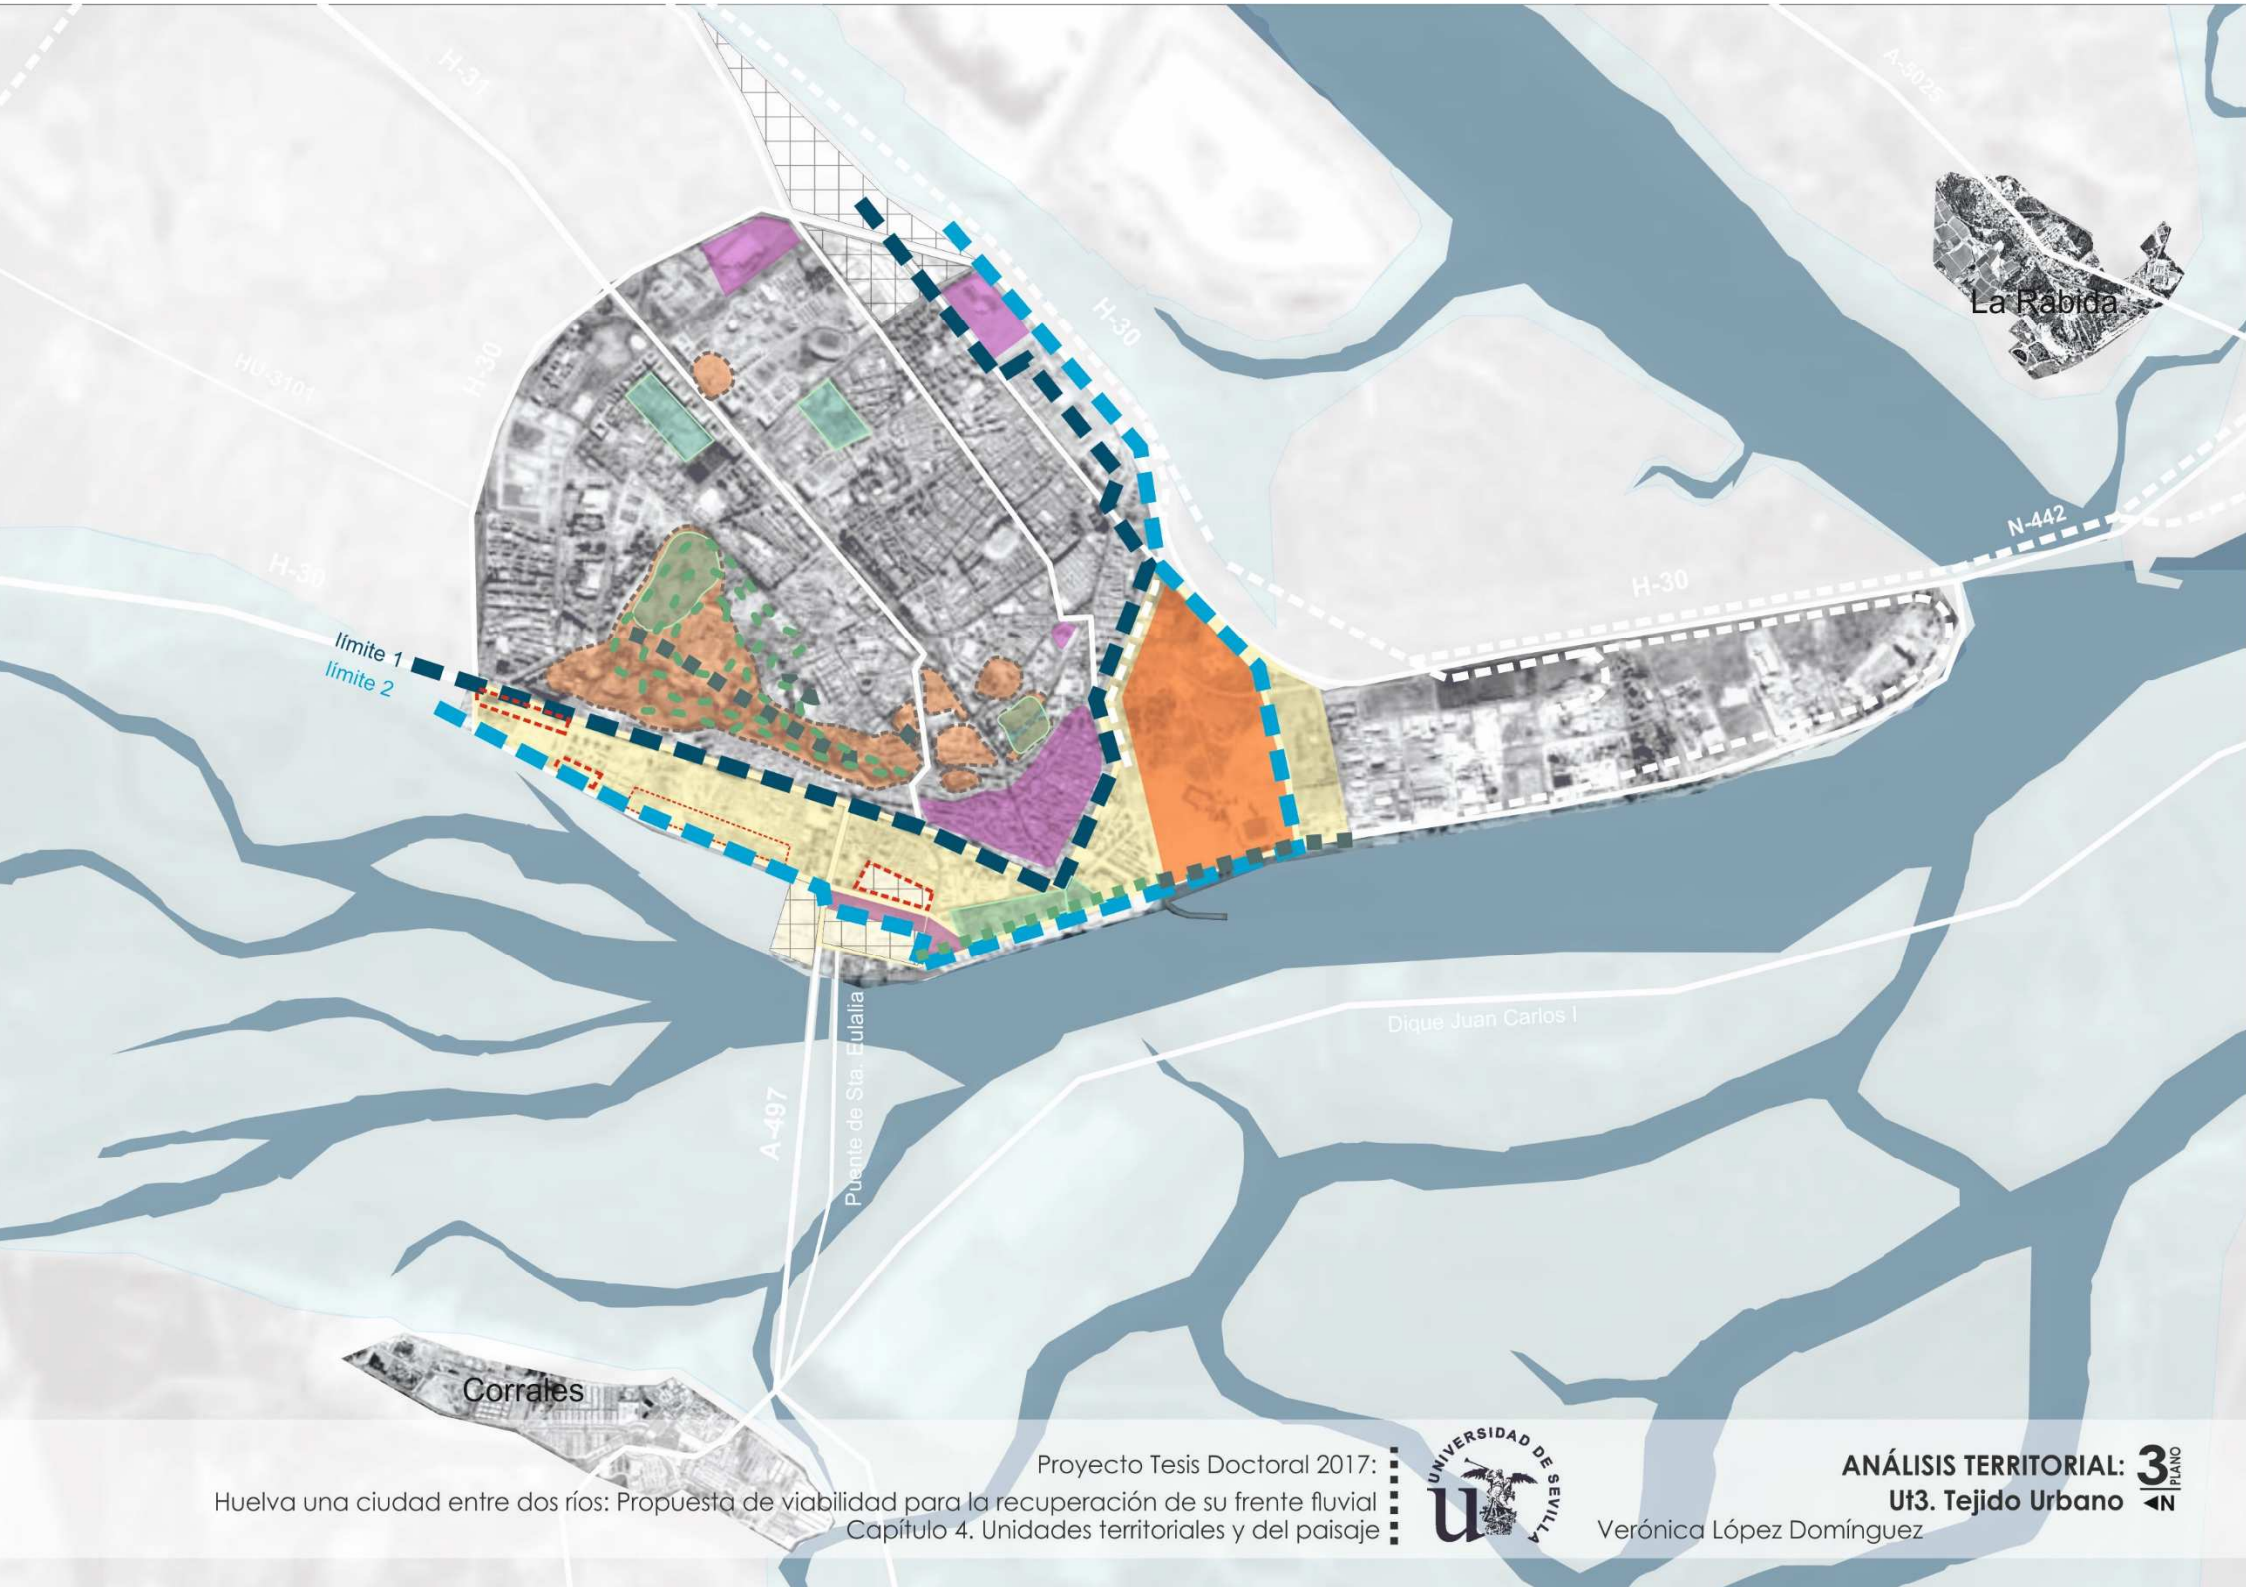 H-31
A-5025
La Rábida
H-30
H-30
HU-3101
N-442
H-30
H-30
límite 1
límite 2
Dique Juan Carlos I
Puente de Sta. Eulalia
A-497
Corrales
Proyecto Tesis Doctoral 2017:
Huelva una ciudad entre dos ríos: Propuesta de viabilidad para la recuperación de su frente fluvial
Capítulo 4. Unidades territoriales y del paisaje
UNIVERSIDAD DE SEVILLA
u
Verónica López Domínguez
ANÁLISIS TERRITORIAL:
Ut3. Tejido Urbano
3
PLANO
N